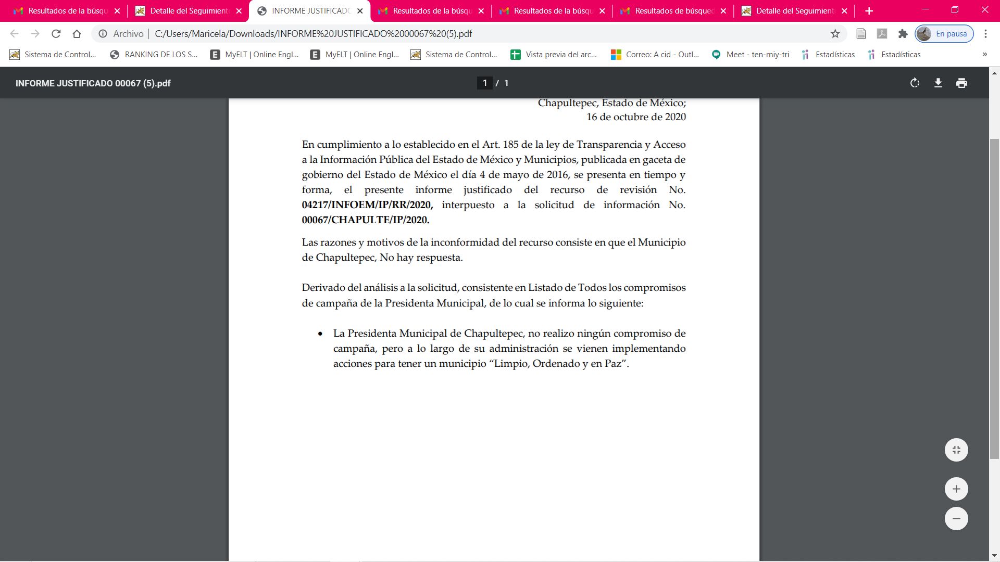 Resultados de la búsqu
Detalle del Seguimient
INFORME JUSTIFICADO
Resultados de la búsqu
Resultados de la búsqu
Resultados de búsqued
Detalle del Seguimient
Archivo | C:/Users/Maricela/Downloads/INFORME%20JUSTIFICADO%2000067%20(5).pdf
En pausa
Sistema de Control...
RANKING DE LOS S...
MyELT | Online Engl...
MyELT | Online Engl...
Sistema de Control...
Vista previa del arc...
Correo: A cid - Outl...
Meet - ten-rniy-tri
Estadísticas
Estadísticas
»
INFORME JUSTIFICADO 00067 (5).pdf
1 / 1
Chapultepec, Estado de México;
16 de octubre de 2020
En cumplimiento a lo establecido en el Art. 185 de la ley de Transparencia y Acceso
a la Información Pública del Estado de México y Municipios, publicada en gaceta de
gobierno del Estado de México el día 4 de mayo de 2016, se presenta en tiempo y
forma, el presente informe justificado del recurso de revisión No.
04217/INFOEM/IP/RR/2020, interpuesto a la solicitud de información No.
00067/CHAPULTE/IP/2020.
Las razones y motivos de la inconformidad del recurso consiste en que el Municipio
de Chapultepec, No hay respuesta.
Derivado del análisis a la solicitud, consistente en Listado de Todos los compromisos
de campaña de la Presidenta Municipal, de lo cual se informa lo siguiente:
• La Presidenta Municipal de Chapultepec, no realizo ningún compromiso de
campaña, pero a lo largo de su administración se vienen implementando
acciones para tener un municipio “Limpio, Ordenado y en Paz”.